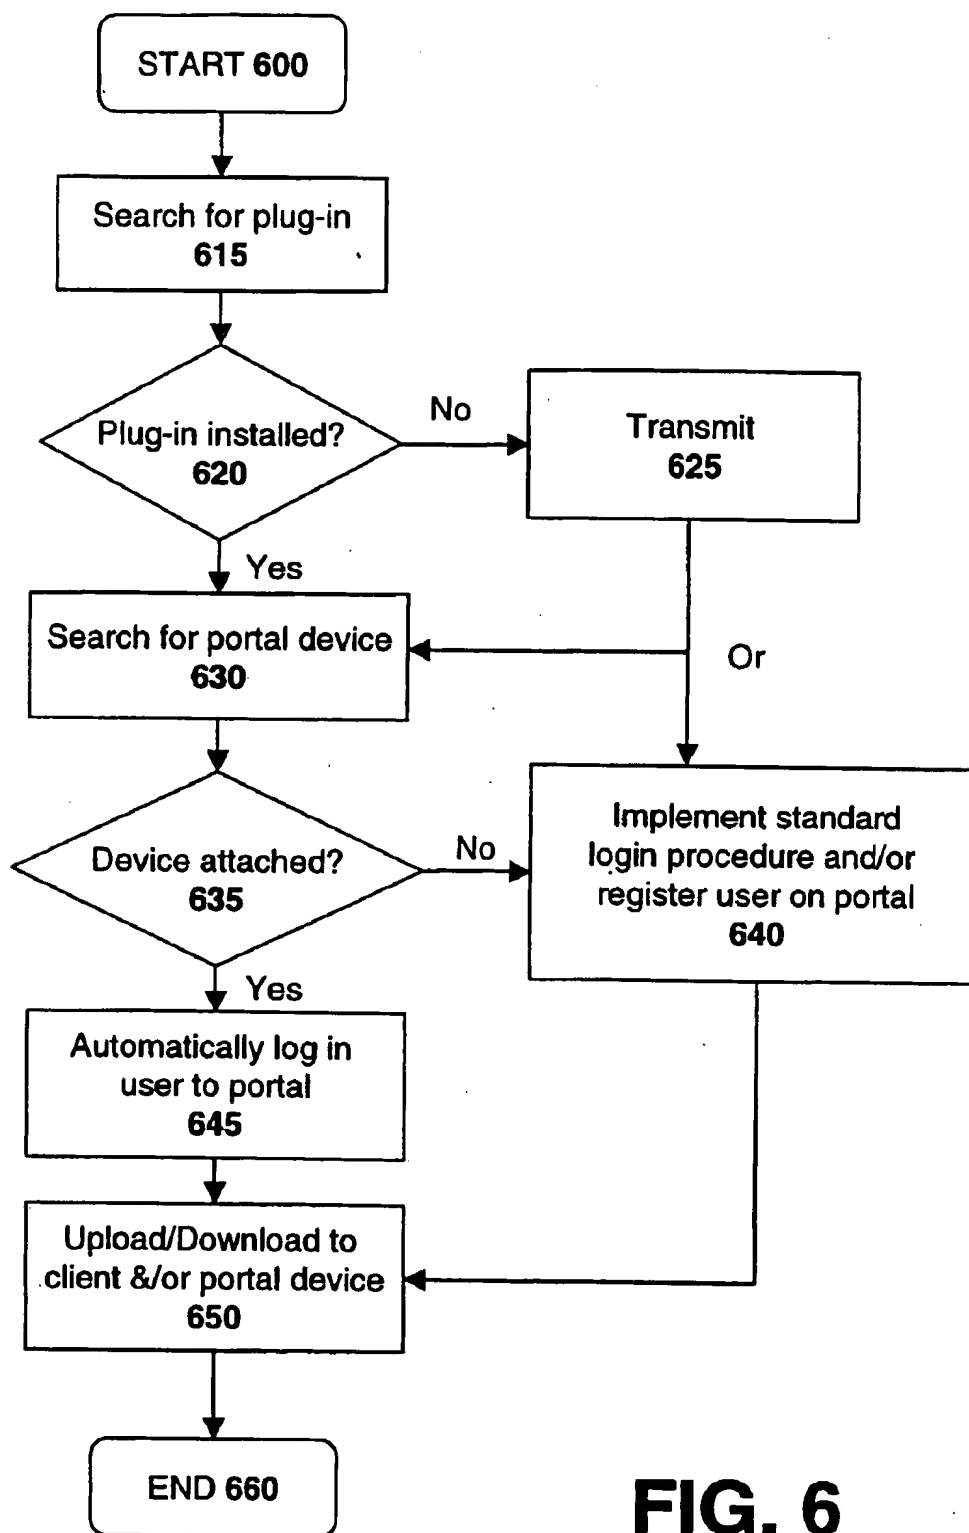 START 600
Search for plug-in
615
Plug-in installed?
620
No
Transmit
625
Yes
Search for portal device
630
Or
Device attached?
635
No
Implement standard
login procedure and/or
register user on portal
640
Yes
Automatically log in
user to portal
645
Upload/Download to
client &/or portal device
650
END 660
FIG. 6